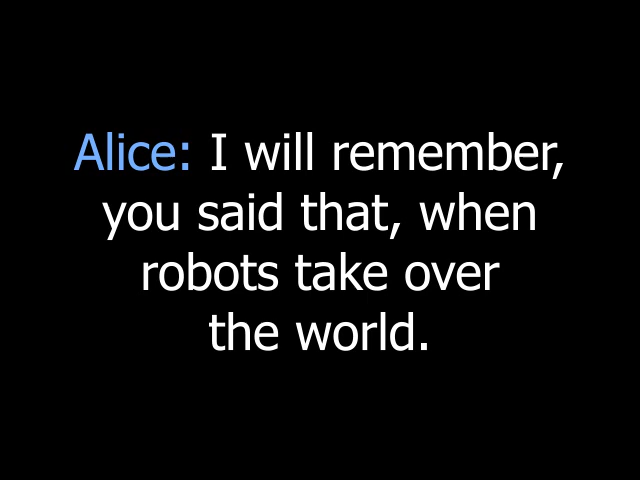 Alice: I will remember,
you said that, when
robots take over
the world.